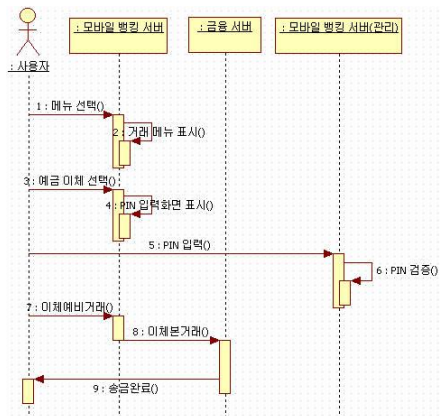 : 모바일 뱅킹 서버
: 금융 서버
: 모바일 뱅킹 서버(관리)
: 사용자
1 : 메뉴 선택()
2 : 거래 메뉴 표시()
3 : 예금 이체 선택()
4 : PIN 입력화면 표시()
5 : PIN 입력()
6 : PIN 검증()
7 : 이체예비거래()
8 : 이체본거래()
9 : 송금완료()